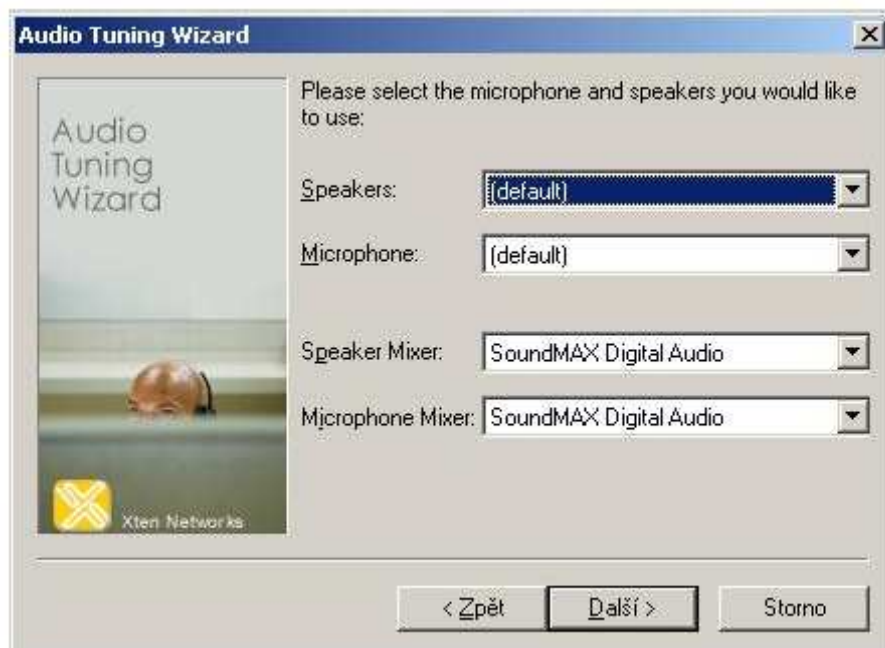 Audio Tuning Wizard
Audio
Tuning
Wizard
Xten Networks
Please select the microphone and speakers you would like
to use:
Speakers: (default)
Microphone: (default)
Speaker Mixer: SoundMAX Digital Audio
Microphone Mixer: SoundMAX Digital Audio
< Zpět Další > Storno